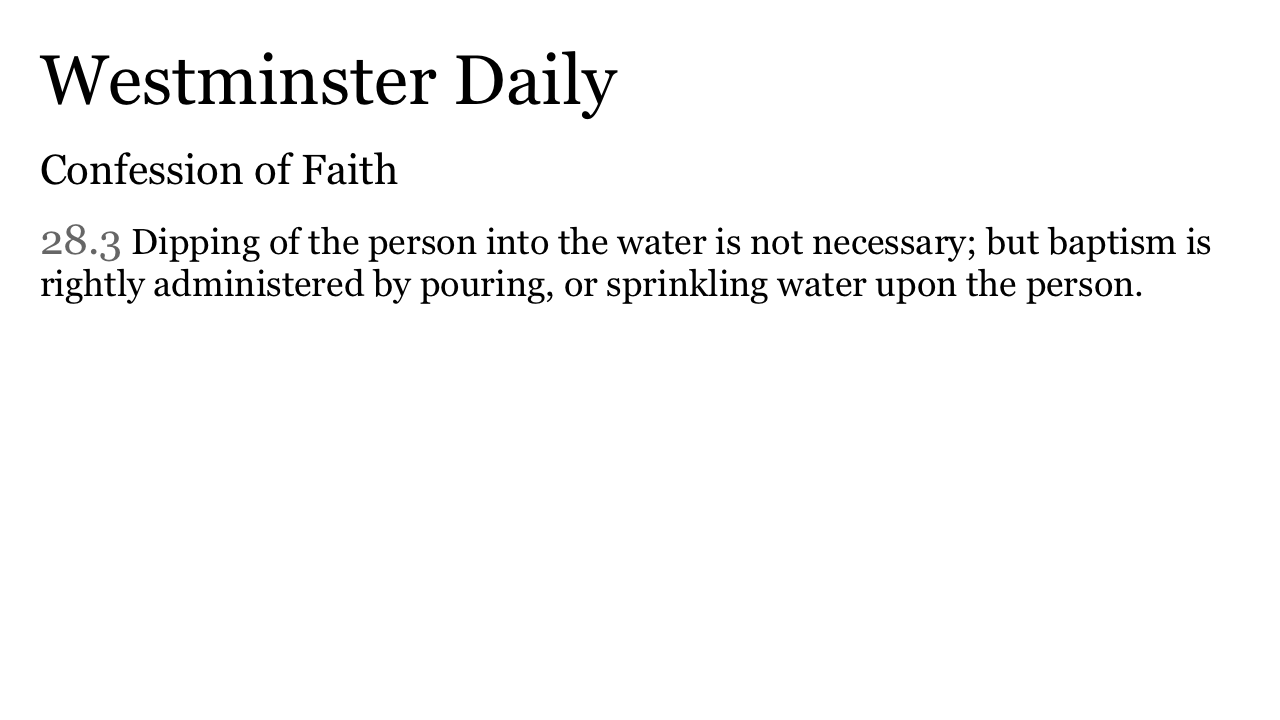 Westminster Daily
Confession of Faith
28.3 Dipping of the person into the water is not necessary; but baptism is
rightly administered by pouring, or sprinkling water upon the person.